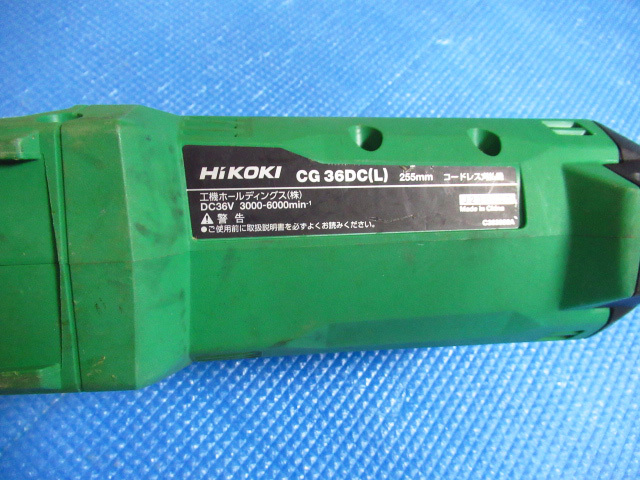 HiKOKI CG 36DC(L) 255mm コードレス刈払機
工機ホールディングス(株)
DC36V 3000-6000min⁻¹
警告
●ご使用前に取扱説明書を必ずよくお読みください。
Made in China